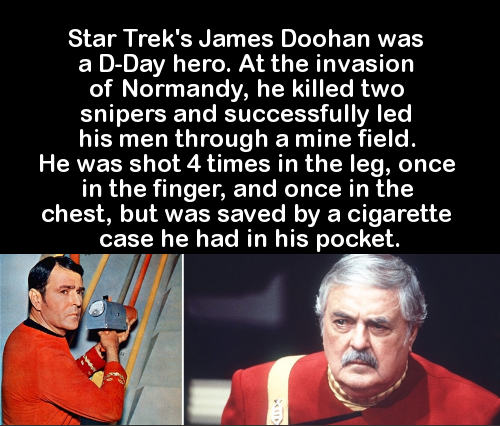 Star Trek's James Doohan was
a D-Day hero. At the invasion
of Normandy, he killed two
snipers and successfully led
his men through a mine field.
He was shot 4 times in the leg, once
in the finger, and once in the
chest, but was saved by a cigarette
case he had in his pocket.